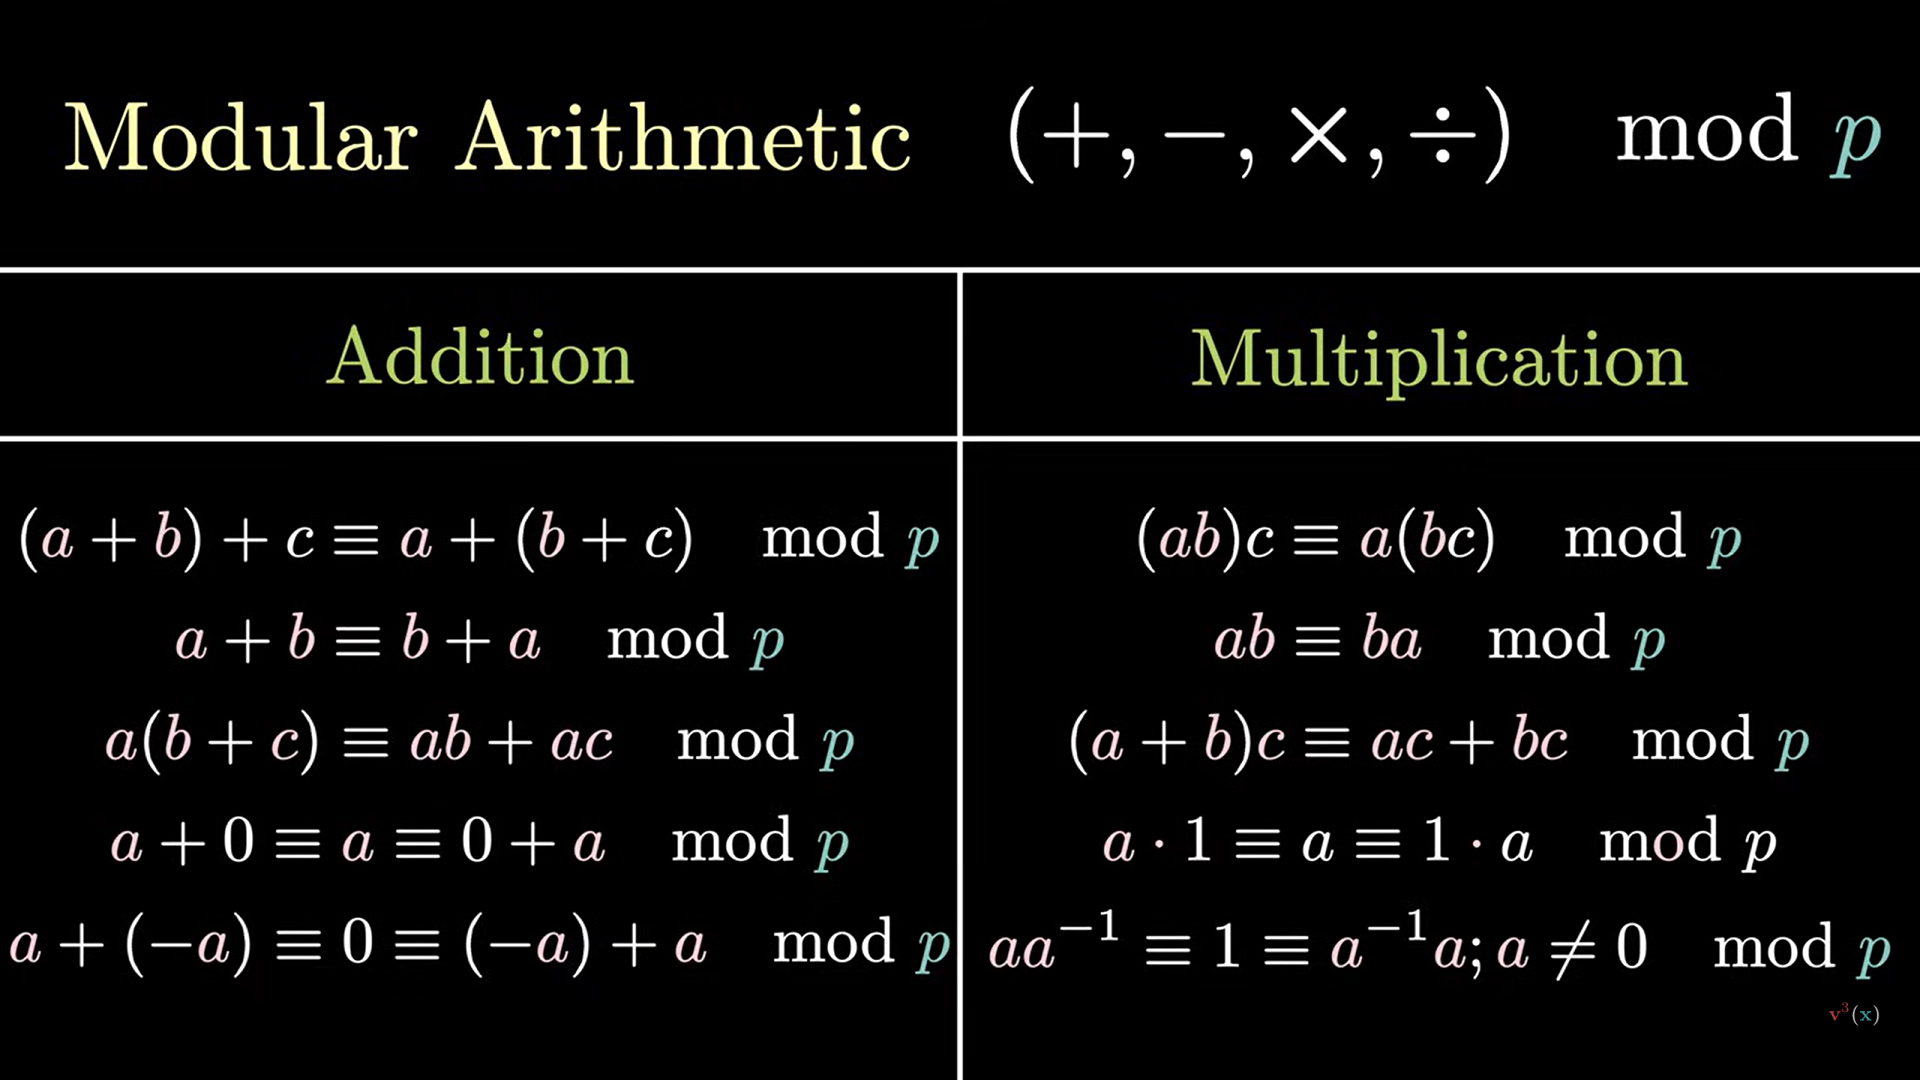 Modular Arithmetic (+, −, ×, ÷) mod p
Addition
(a + b) + c ≡ a + (b + c) mod p
a + b ≡ b + a mod p
a(b + c) ≡ ab + ac mod p
a + 0 ≡ a ≡ 0 + a mod p
a + (−a) ≡ 0 ≡ (−a) + a mod p
Multiplication
(ab)c ≡ a(bc) mod p
ab ≡ ba mod p
(a + b)c ≡ ac + bc mod p
a · 1 ≡ a ≡ 1 · a mod p
aa⁻¹ ≡ 1 ≡ a⁻¹a; a ≠ 0 mod p
v³(x)